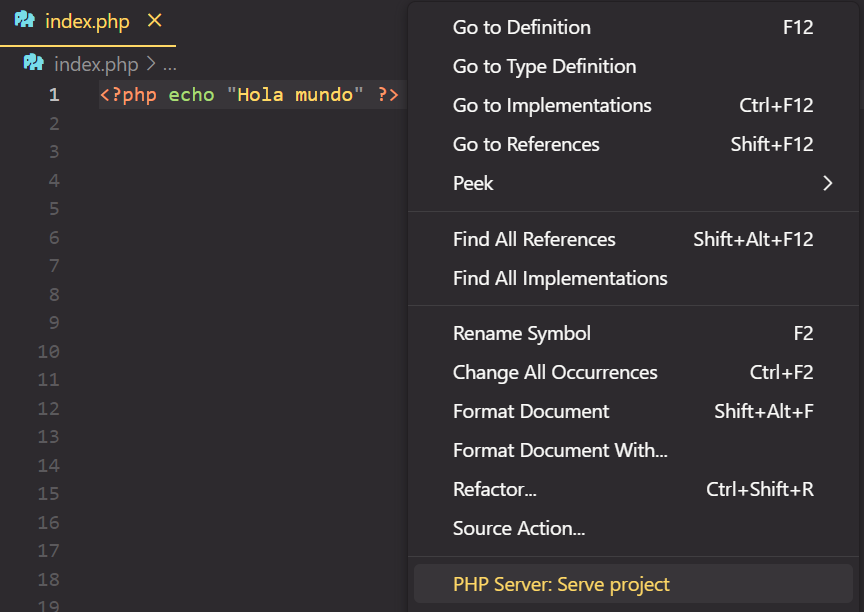 index.php
index.php > ...
1 <?php echo "Hola mundo" ?>
2
3
4
5
6
7
8
9
10
11
12
13
14
15
16
17
18
19
Go to Definition F12
Go to Type Definition
Go to Implementations Ctrl+F12
Go to References Shift+F12
Peek
Find All References Shift+Alt+F12
Find All Implementations
Rename Symbol F2
Change All Occurrences Ctrl+F2
Format Document Shift+Alt+F
Format Document With...
Refactor... Ctrl+Shift+R
Source Action...
PHP Server: Serve project